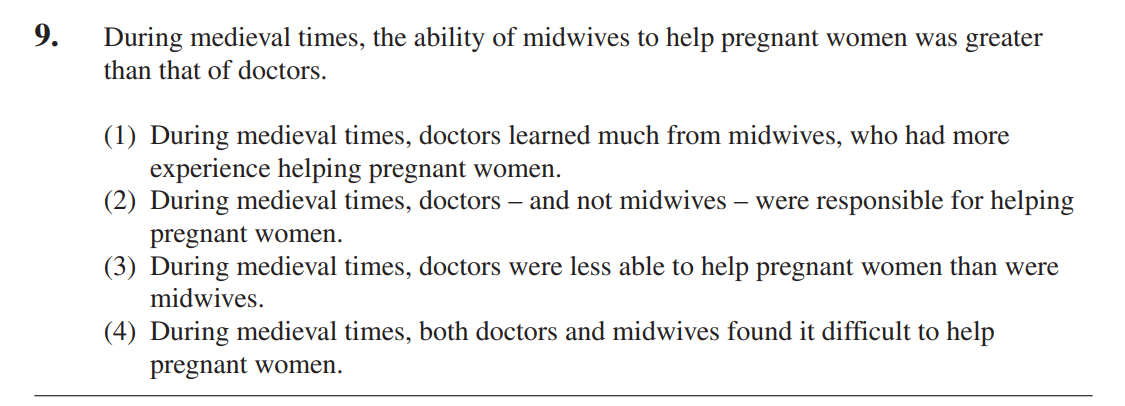 9. During medieval times, the ability of midwives to help pregnant women was greater
than that of doctors.
(1) During medieval times, doctors learned much from midwives, who had more
experience helping pregnant women.
(2) During medieval times, doctors – and not midwives – were responsible for helping
pregnant women.
(3) During medieval times, doctors were less able to help pregnant women than were
midwives.
(4) During medieval times, both doctors and midwives found it difficult to help
pregnant women.